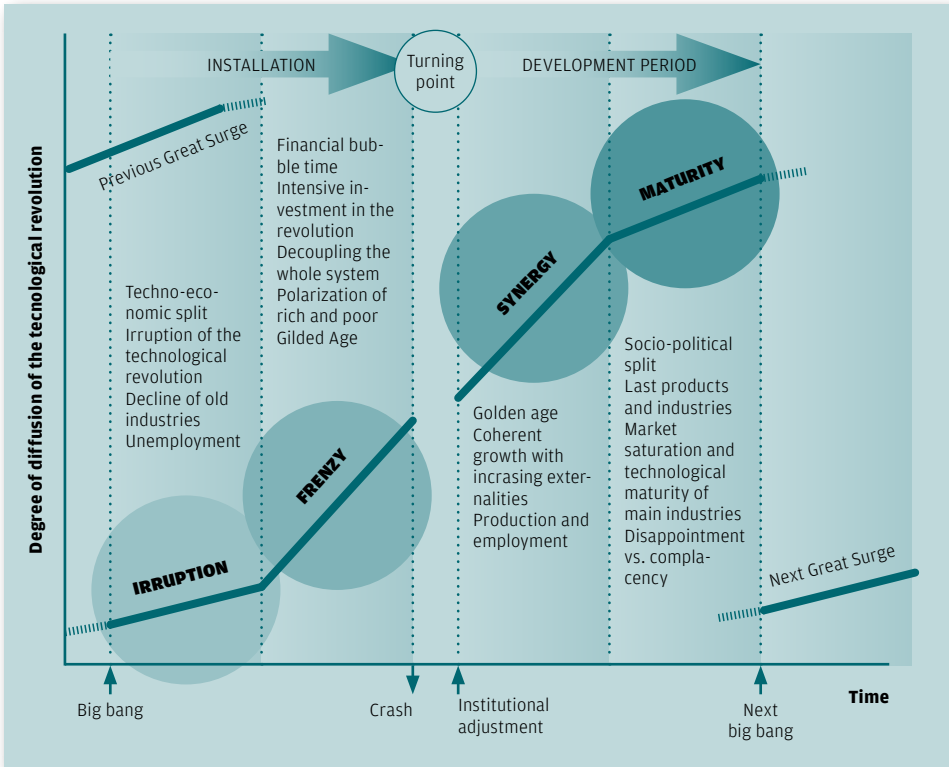 INSTALLATION
Turning
point
DEVELOPMENT PERIOD
Previous Great Surge
Degree of diffusion of the tecnological revolution
Techno-eco-
nomic split
Irruption of the
technological
revolution
Decline of old
industries
Unemployment
Financial bub-
ble time
Intensive in-
vestment in the
revolution
Decoupling the
whole system
Polarization of
rich and poor
Gilded Age
IRRUPTION
FRENZY
SYNERGY
MATURITY
Golden age
Coherent
growth with
incrasing exter-
nalities
Production and
employment
Socio-political
split
Last products
and industries
Market
saturation and
technological
maturity of
main industries
Disappointment
vs. compla-
cency
Next Great Surge
Big bang
Crash
Institutional
adjustment
Next
big bang
Time